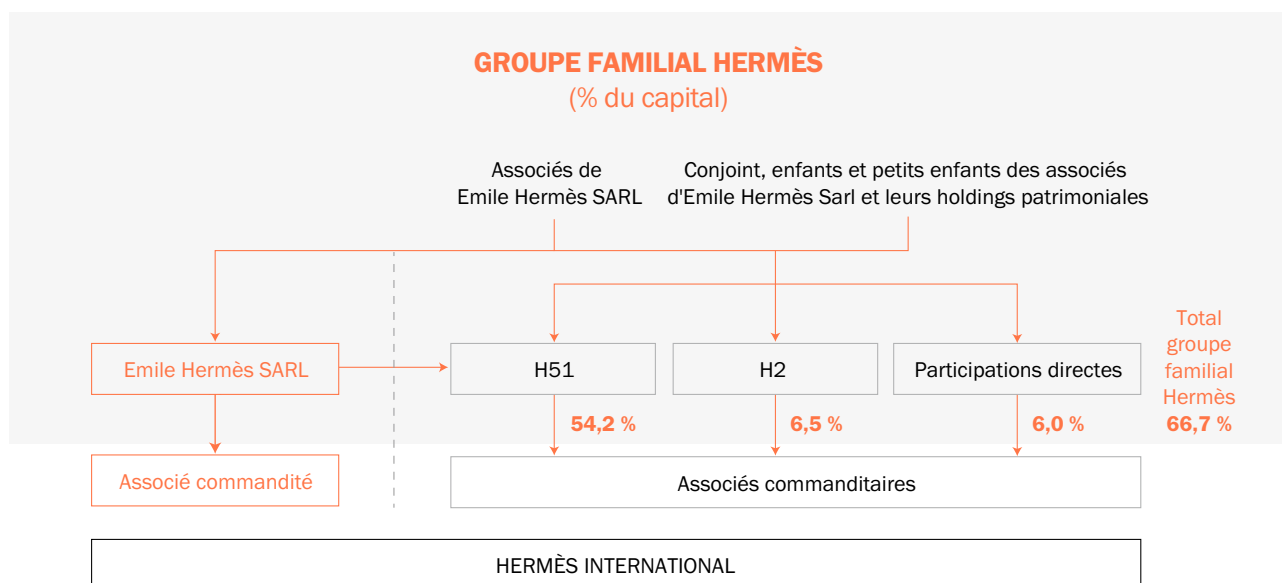 GROUPE FAMILIAL HERMÈS
(% du capital)
Associés de
Emile Hermès SARL
Conjoint, enfants et petits enfants des associés
d'Emile Hermès Sarl et leurs holdings patrimoniales
Emile Hermès SARL
H51
H2
Participations directes
Total
groupe
familial
Hermès
66,7 %
54,2 %
6,5 %
6,0 %
Associé commandité
Associés commanditaires
HERMÈS INTERNATIONAL